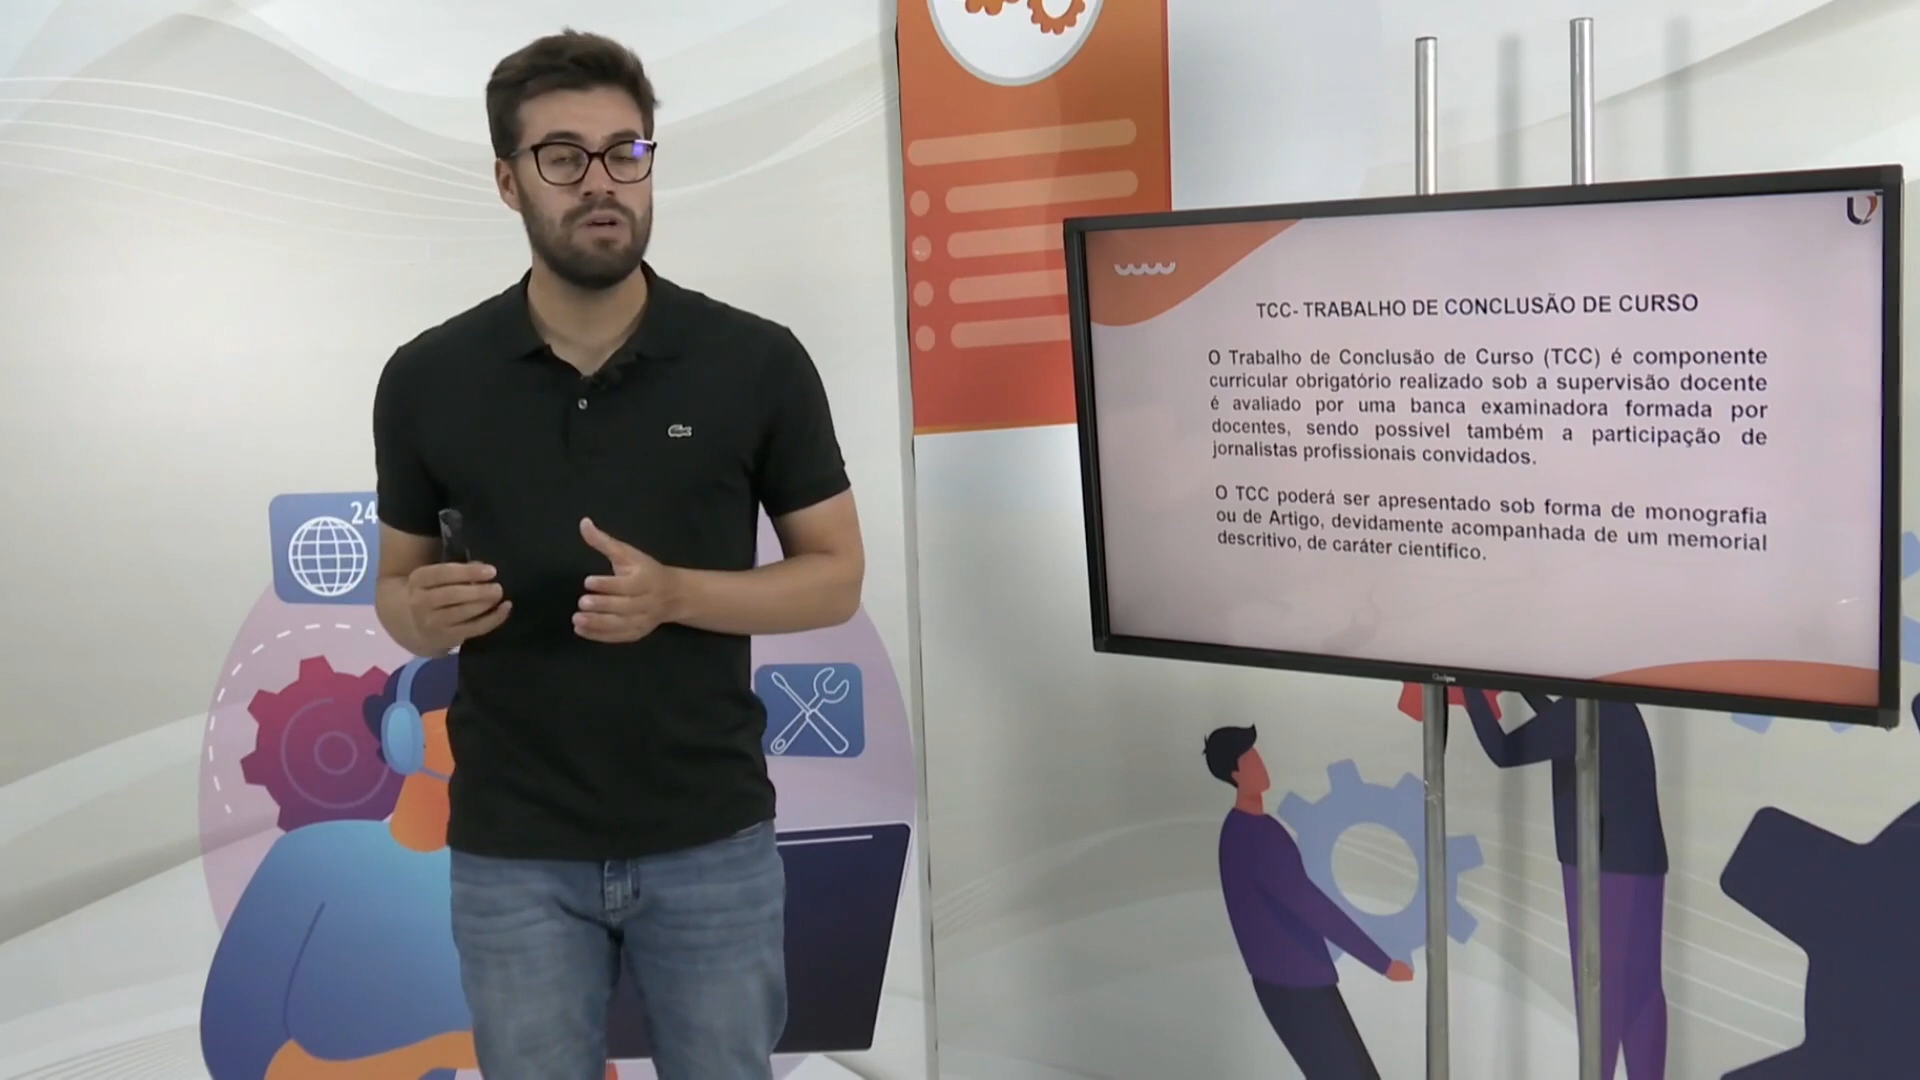 24
TCC- TRABALHO DE CONCLUSÃO DE CURSO
O Trabalho de Conclusão de Curso (TCC) é componente
curricular obrigatório realizado sob a supervisão docente
é avaliado por uma banca examinadora formada por
docentes, sendo possível também a participação de
jornalistas profissionais convidados.
O TCC poderá ser apresentado sob forma de monografia
ou de Artigo, devidamente acompanhada de um memorial
descritivo, de caráter científico.